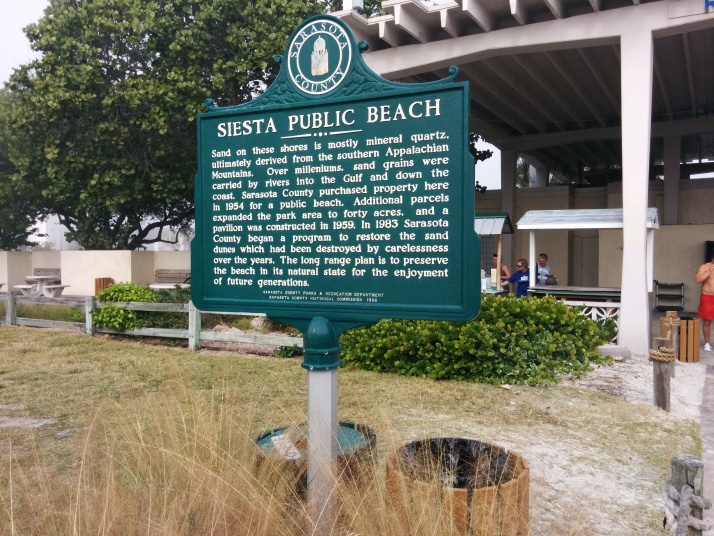 SARASOTA
COUNTY
SIESTA PUBLIC BEACH
Sand on these shores is mostly mineral quartz,
ultimately derived from the southern Appalachian
Mountains. Over milleniums, sand grains were
carried by rivers into the Gulf and down the
coast. Sarasota County purchased property here
in 1954 for a public beach. Additional parcels
expanded the park area to forty acres, and a
pavilion was constructed in 1959. In 1983 Sarasota
County began a program to restore the sand
dunes which had been destroyed by carelessness
over the years. The long range plan is to preserve
the beach in its natural state for the enjoyment
of future generations.
SARASOTA COUNTY PARKS & RECREATION DEPARTMENT
SARASOTA COUNTY HISTORICAL COMMISSION